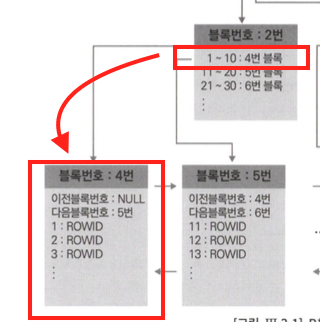 블록번호 : 2번
1 ~ 10 : 4번 블록
11 ~ 20 : 5번 블록
21 ~ 30 : 6번 블록
블록번호 : 4번
이전블록번호 : NULL
다음블록번호 : 5번
1 : ROWID
2 : ROWID
3 : ROWID
블록번호 : 5번
이전블록번호 : 4번
다음블록번호 : 6번
11 : ROWID
12 : ROWID
13 : ROWID